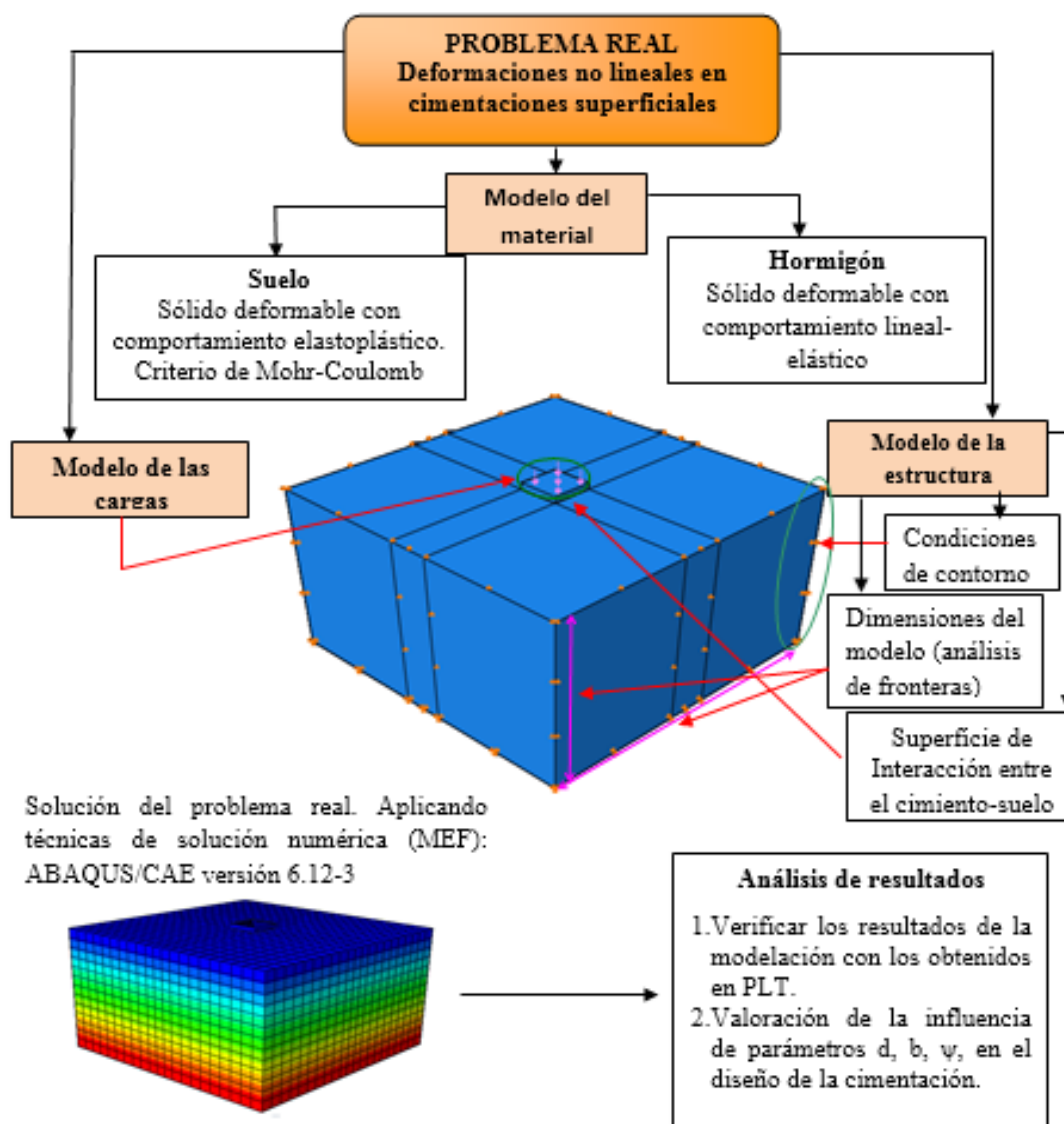 PROBLEMA REAL
Deformaciones no lineales en
cimentaciones superficiales
Modelo del
material
Suelo
Sólido deformable con
comportamiento elastoplástico.
Criterio de Mohr-Coulomb
Hormigón
Sólido deformable con
comportamiento lineal-
elástico
Modelo de las
cargas
Modelo de la
estructura
Condiciones
de contorno
Dimensiones del
modelo (análisis
de fronteras)
Superficie de
Interacción entre
el cimiento-suelo
Solución del problema real. Aplicando
técnicas de solución numérica (MEF):
ABAQUS/CAE versión 6.12-3
Análisis de resultados
1.Verificar los resultados de la
modelación con los obtenidos
en PLT.
2.Valoración de la influencia
de parámetros d, b, ψ, en el
diseño de la cimentación.